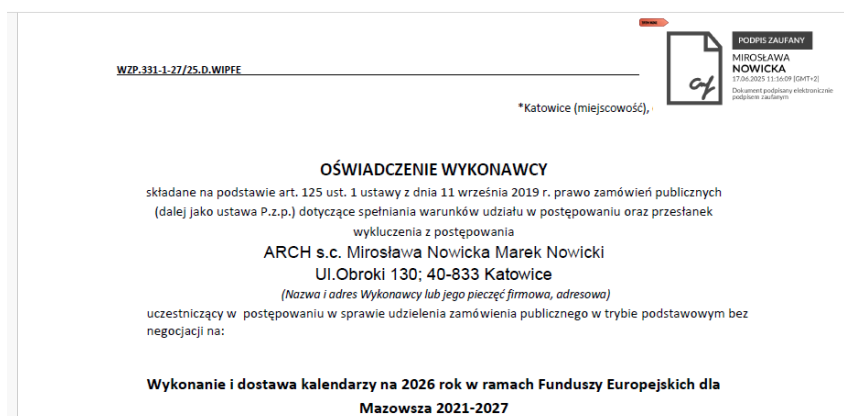 PODPIS ZAUFANY
MIROSŁAWA
NOWICKA
17.06.2025 11:16:09 [GMT+2]
Dokument podpisany elektronicznie
podpisem zaufanym
WZP.331-1-27/25.D.WIPFE
*Katowice (miejscowość),
OŚWIADCZENIE WYKONAWCY
składane na podstawie art. 125 ust. 1 ustawy z dnia 11 września 2019 r. prawo zamówień publicznych
(dalej jako ustawa P.z.p.) dotyczące spełniania warunków udziału w postępowaniu oraz przesłanek
wykluczenia z postępowania
ARCH s.c. Mirosława Nowicka Marek Nowicki
Ul.Obroki 130; 40-833 Katowice
(Nazwa i adres Wykonawcy lub jego pieczęć firmowa, adresowa)
uczestniczący w postępowaniu w sprawie udzielenia zamówienia publicznego w trybie podstawowym bez
negocjacji na:
Wykonanie i dostawa kalendarzy na 2026 rok w ramach Funduszy Europejskich dla
Mazowsza 2021-2027